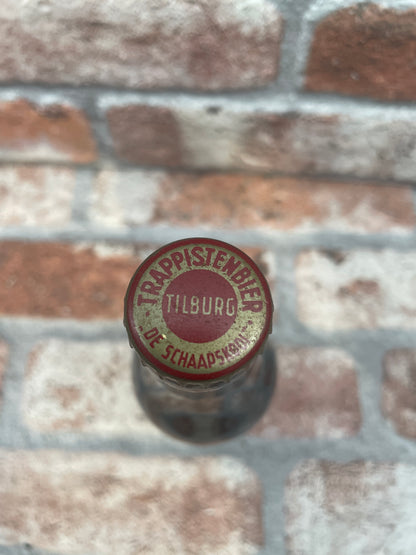 TRAPPISTENBIER
TILBURG
DE SCHAAPSKOOI